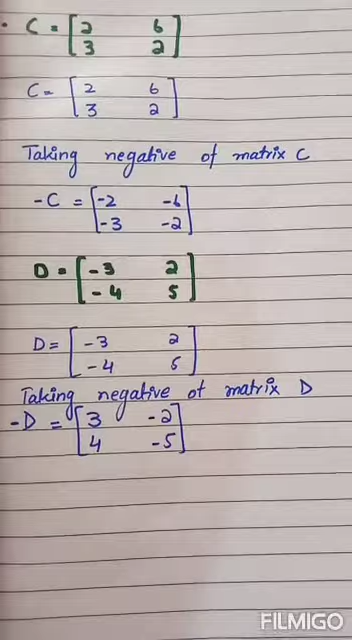 C = [2 6
3 2]
C = [2 6
3 2]
Taking negative of matrix C
-C = [-2 -6
-3 -2]
D = [-3 2
-4 5]
D = [-3 2
-4 5]
Taking negative of matrix D
-D = [3 -2
4 -5]
FILMIGO